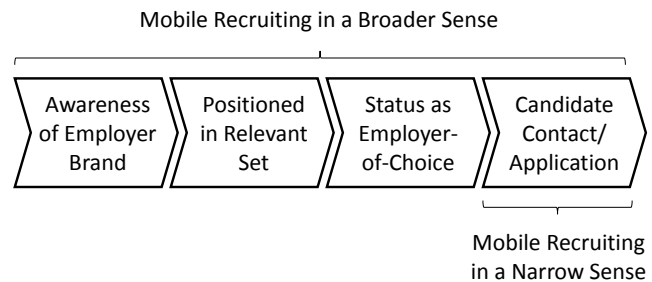 Mobile Recruiting in a Broader Sense
Awareness
of Employer
Brand
Positioned
in Relevant
Set
Status as
Employer-
of-Choice
Candidate
Contact/
Application
Mobile Recruiting
in a Narrow Sense